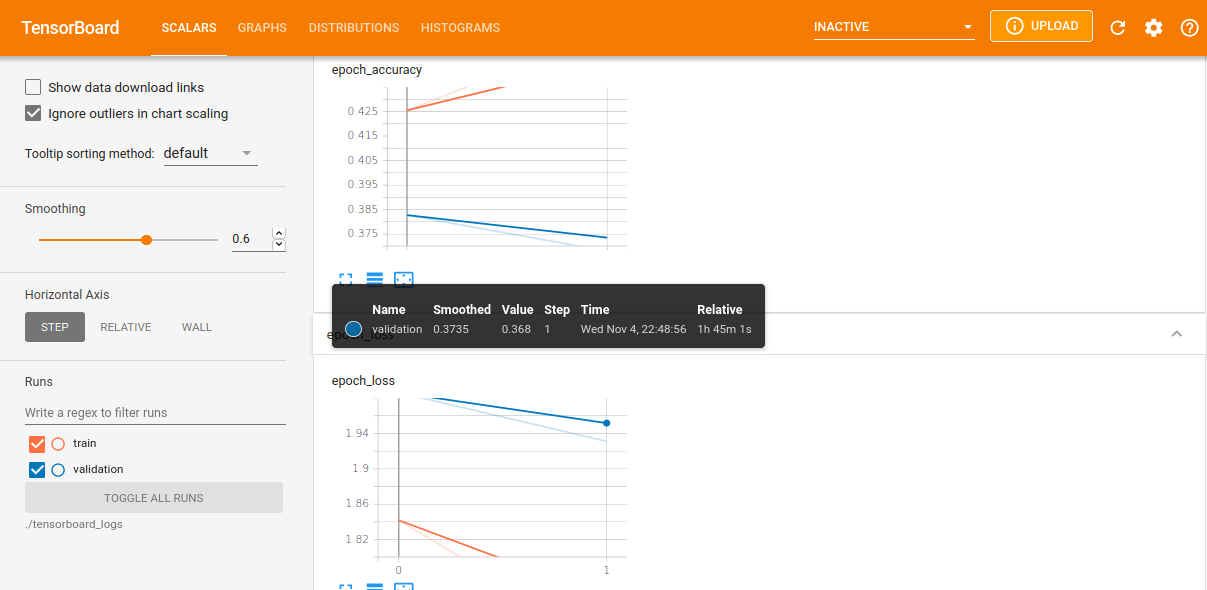 TensorBoard SCALARS GRAPHS DISTRIBUTIONS HISTOGRAMS INACTIVE UPLOAD
Show data download links
Ignore outliers in chart scaling
Tooltip sorting method: default
Smoothing
0.6
Horizontal Axis
STEP RELATIVE WALL
Runs
Write a regex to filter runs
train
validation
TOGGLE ALL RUNS
./tensorboard_logs
epoch_accuracy
0.425
0.415
0.405
0.395
0.385
0.375
Name Smoothed Value Step Time Relative
validation 0.3735 0.368 1 Wed Nov 4, 22:48:56 1h 45m 1s
epoch_loss
epoch_loss
1.94
1.9
1.86
1.82
0 1